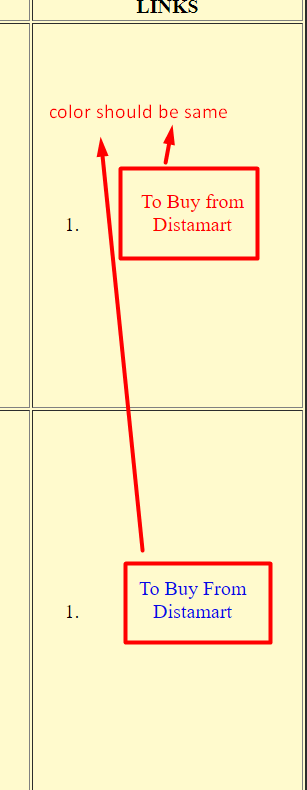 LINKS
color should be same
To Buy from
1. Distamart
To Buy From
1. Distamart